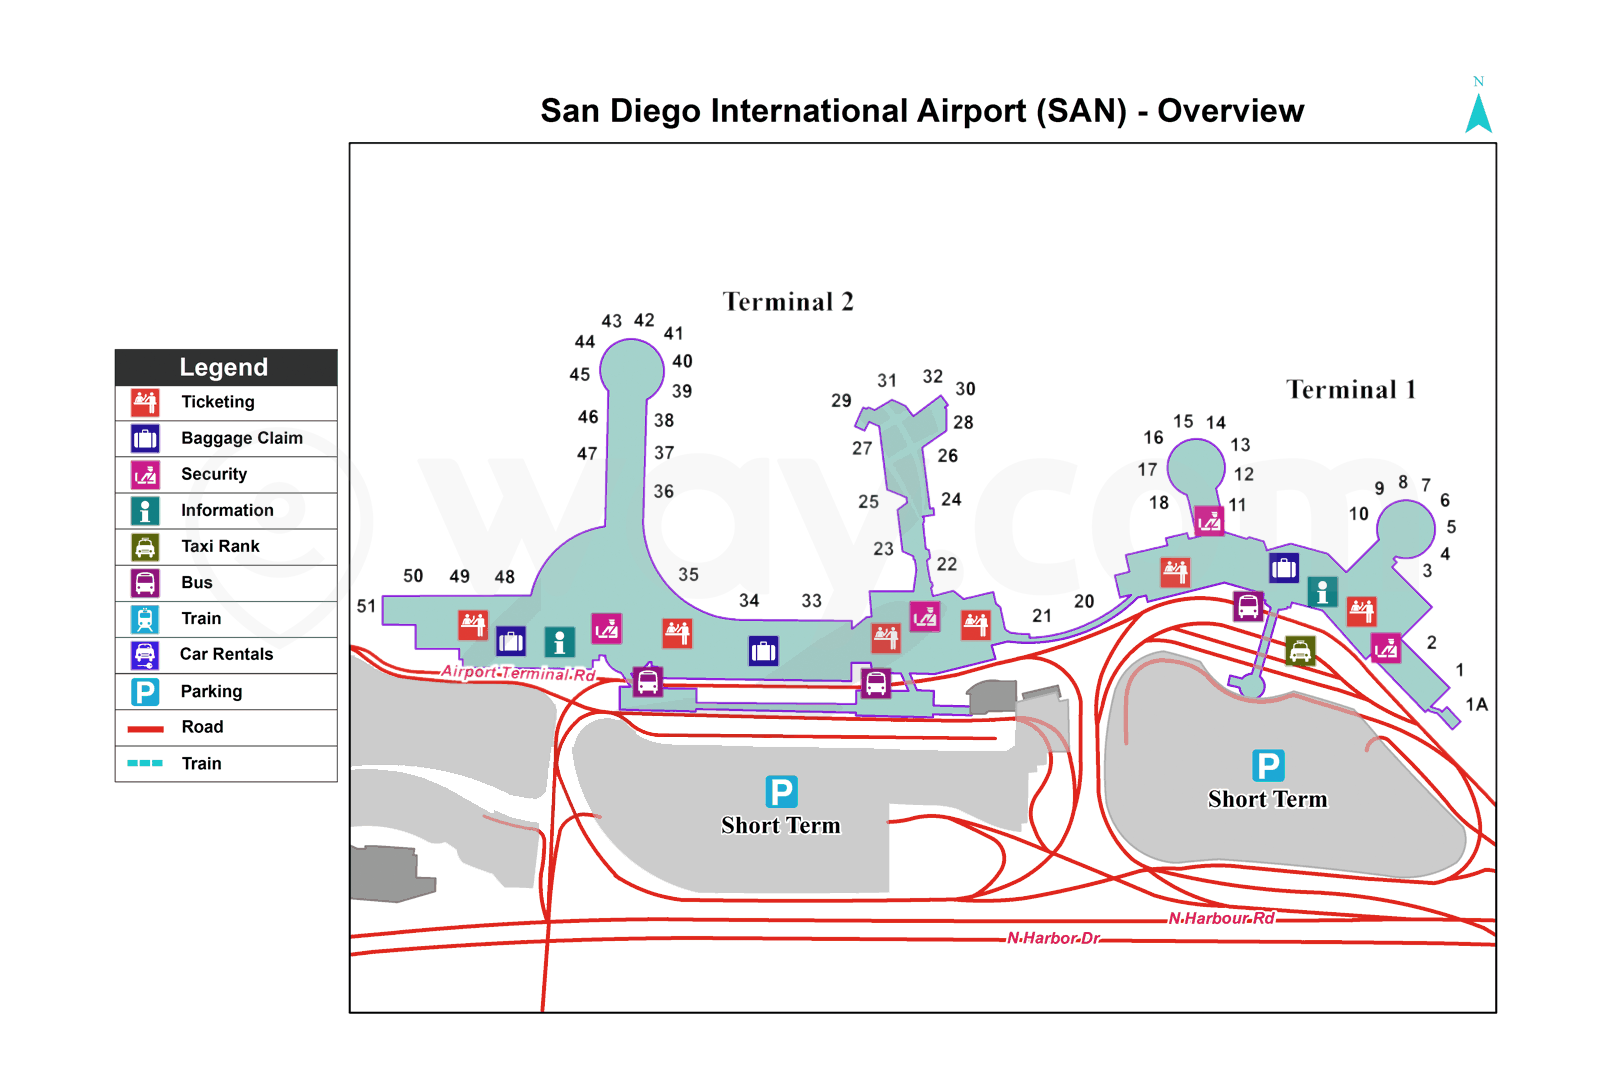 N
San Diego International Airport (SAN) - Overview
Terminal 2
Terminal 1
Legend
Ticketing
Baggage Claim
Security
Information
Taxi Rank
Bus
Train
Car Rentals
P Parking
Road
Train
43 42
44 41
45 40
39
46 38
47 37
36
35
50 49 48
51
34 33
31 32 30
29
28
27 26
25 24
23 22
21 20
15 14
16 13
17 12
18 11
9 8 7 6
10 5
4
3
2
1
1A
Airport Terminal Rd
P
Short Term
P
Short Term
N Harbour Rd
N Harbor Dr
way.com